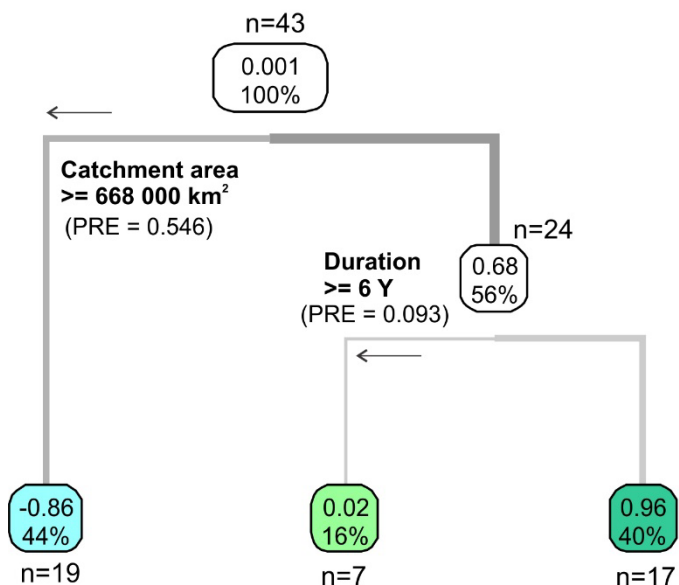 n=43
0.001
100%
Catchment area
>= 668 000 km²
(PRE = 0.546)
n=24
0.68
56%
Duration
>= 6 Y
(PRE = 0.093)
-0.86
44%
n=19
0.02
16%
n=7
0.96
40%
n=17